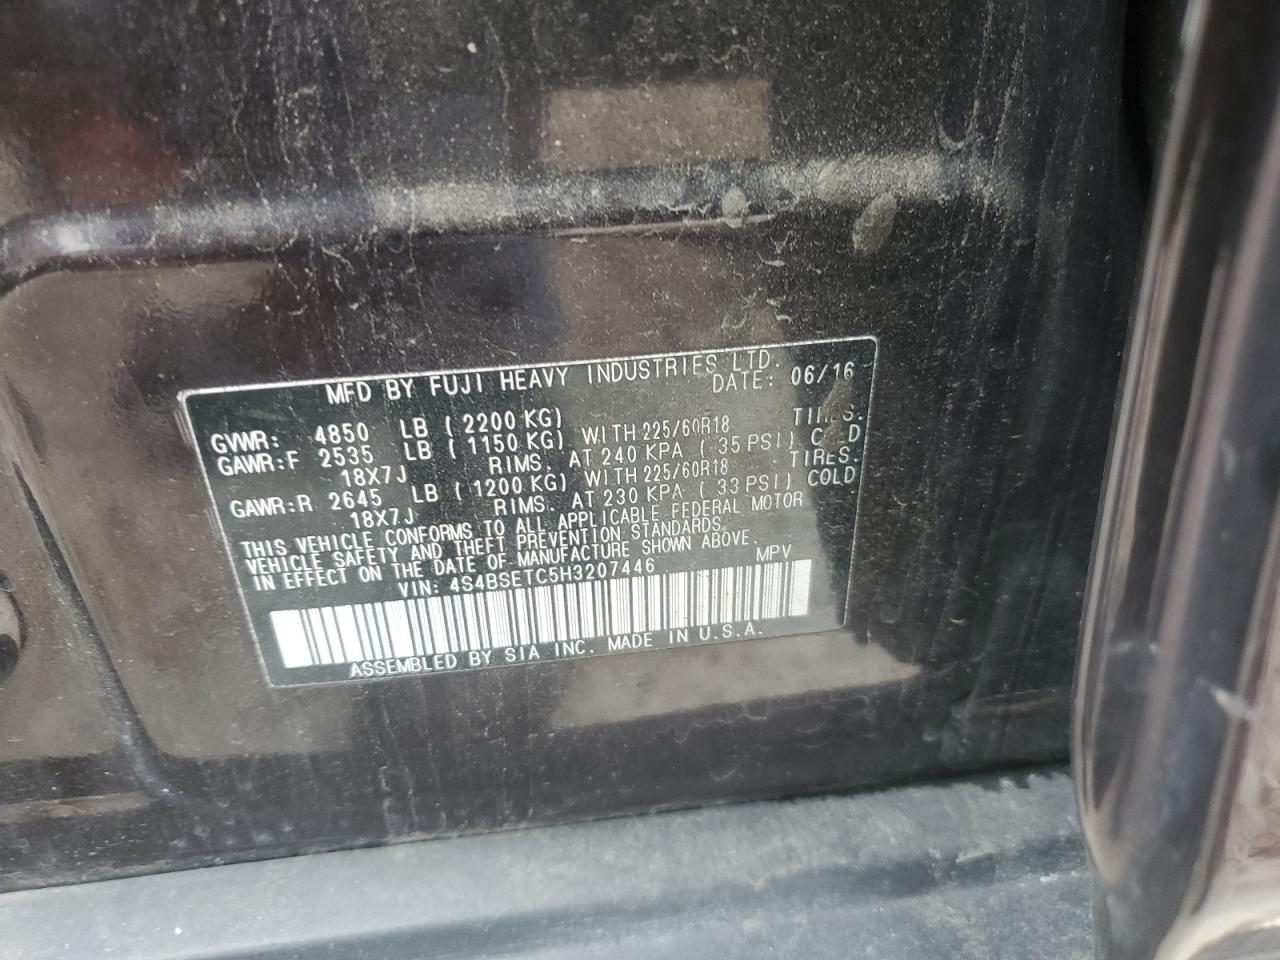 MFD BY FUJI HEAVY INDUSTRIES LTD.
DATE: 06/16
GVWR: 4850 LB (2200 KG)
GAWR:F 2535 LB (1150 KG) WITH 225/60R18 TIRES.
18X7J RIMS. AT 240 KPA ( 35 PSI) COLD
GAWR:R 2645 LB (1200 KG) WITH 225/60R18 TIRES.
18X7J RIMS. AT 230 KPA ( 33 PSI) COLD
THIS VEHICLE CONFORMS TO ALL APPLICABLE FEDERAL MOTOR
VEHICLE SAFETY AND THEFT PREVENTION STANDARDS
IN EFFECT ON THE DATE OF MANUFACTURE SHOWN ABOVE.
VIN: 4S4BSETC5H3207446 MPV
ASSEMBLED BY SIA INC. MADE IN U.S.A.